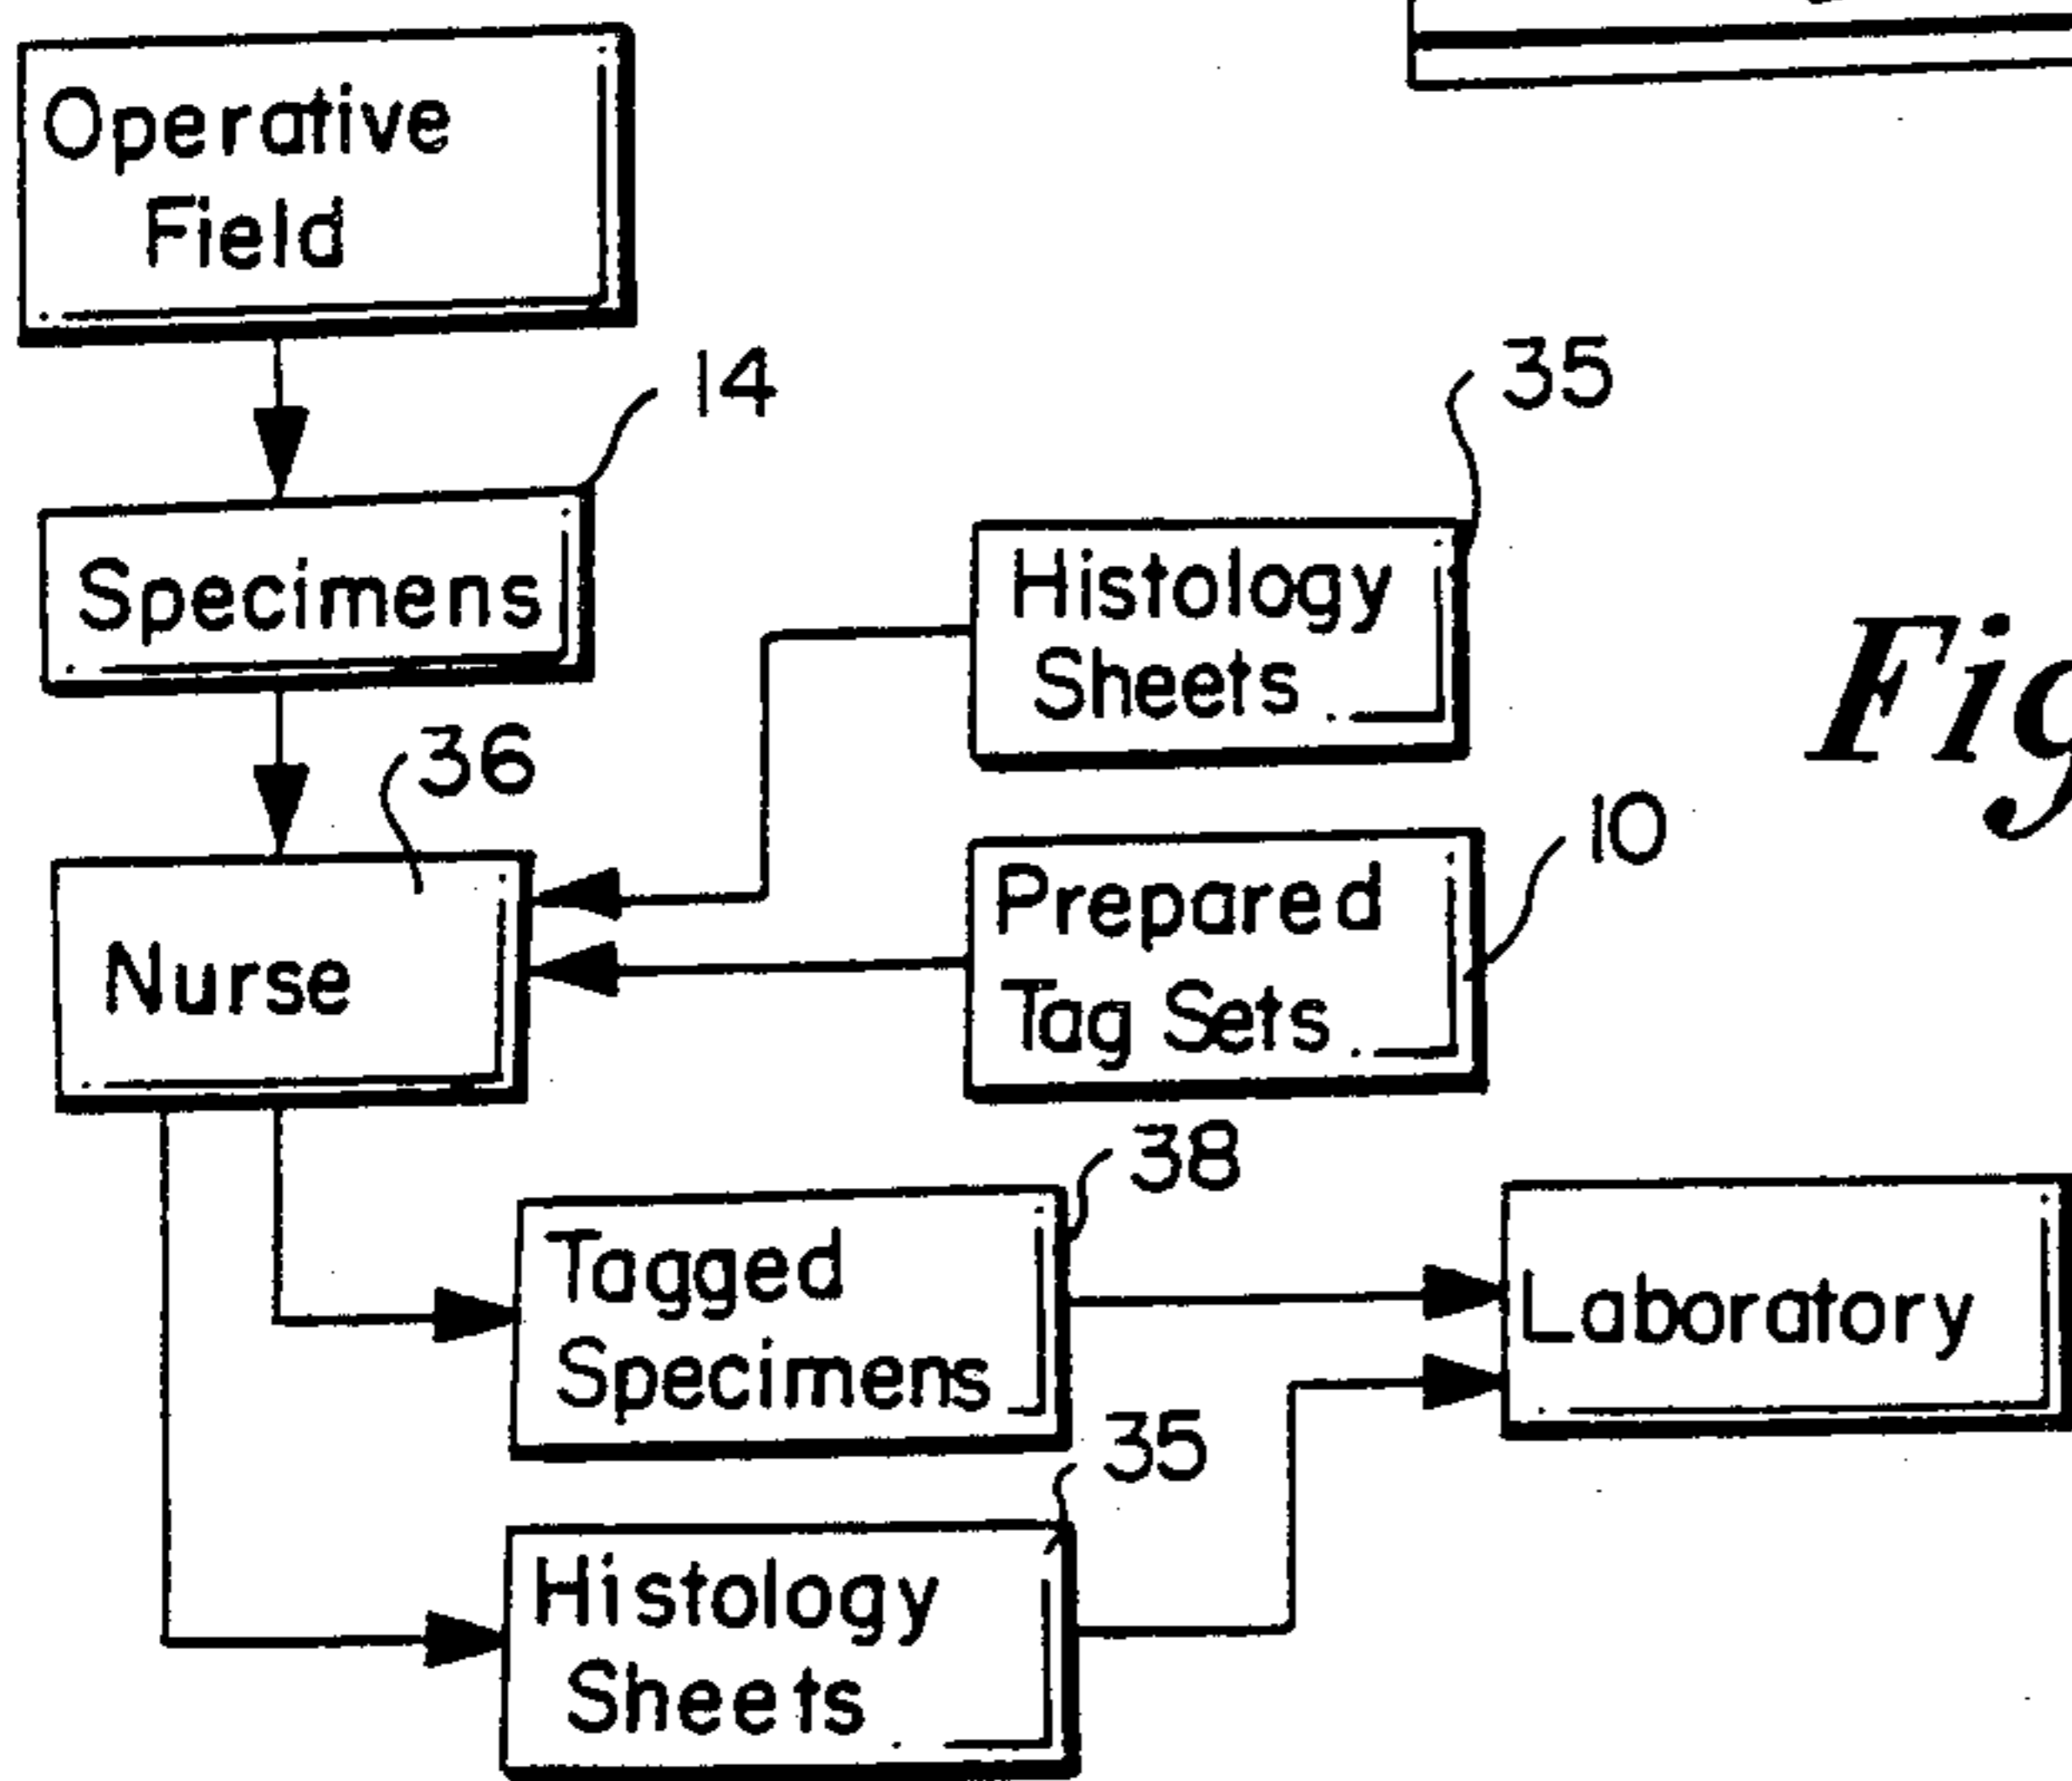 Operative
Field
14
Specimens
35
Histology
Sheets
Fig
36
Nurse
10
Prepared
Tag Sets
38
Tagged
Specimens
Laboratory
35
Histology
Sheets